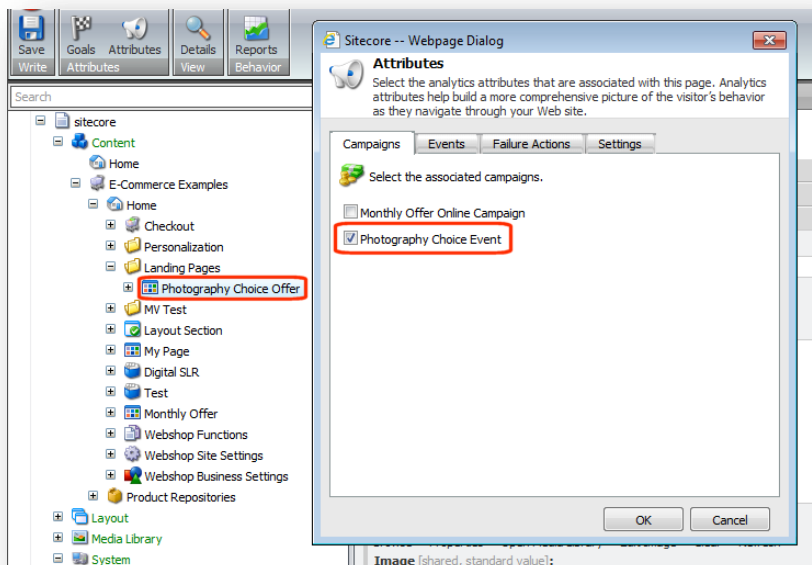 Save
Write
Goals Attributes
Attributes
Details
View
Reports
Behavior
Search
sitecore
Content
Home
E-Commerce Examples
Home
Checkout
Personalization
Landing Pages
Photography Choice Offer
MV Test
Layout Section
My Page
Digital SLR
Test
Monthly Offer
Webshop Functions
Webshop Site Settings
Webshop Business Settings
Product Repositories
Layout
Media Library
System
Sitecore -- Webpage Dialog
Attributes
Select the analytics attributes that are associated with this page. Analytics
attributes help build a more comprehensive picture of the visitor's behavior
as they navigate through your Web site.
Campaigns Events Failure Actions Settings
Select the associated campaigns.
Monthly Offer Online Campaign
Photography Choice Event
OK Cancel
Image [shared, standard value]: